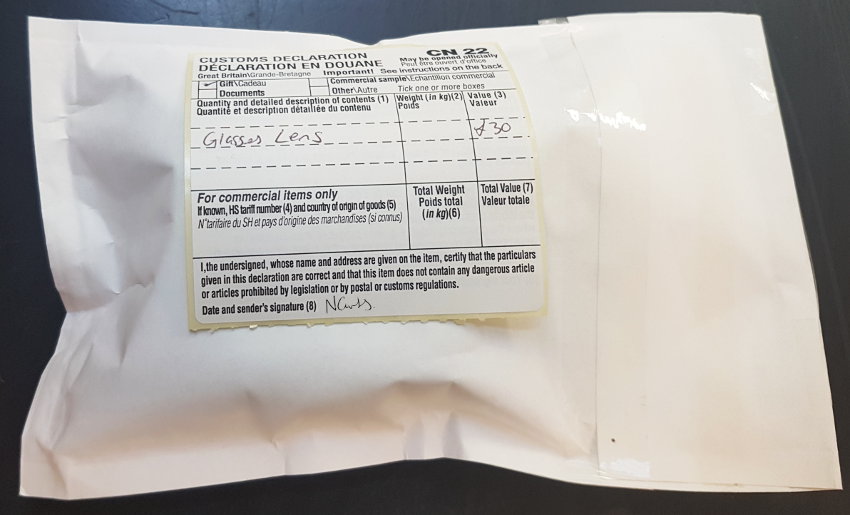 CUSTOMS DECLARATION CN 22
DÉCLARATION EN DOUANE May be opened officially
Peut être ouvert d'office
Great Britain\Grande-Bretagne Important! See instructions on the back
Gift\Cadeau Commercial sample\Échantillon commercial
Documents Other\Autre Tick one or more boxes
Quantity and detailed description of contents (1) Weight (in kg)(2) Value (3)
Quantité et description détaillée du contenu Poids Valeur
Glasses Lens £30
For commercial items only Total Weight Total Value (7)
If known, HS tariff number (4) and country of origin of goods (5) Poids total Valeur totale
N°tarifaire du SH et pays d'origine des marchandises (si connus) (in kg)(6)
I, the undersigned, whose name and address are given on the item, certify that the particulars
given in this declaration are correct and that this item does not contain any dangerous article
or articles prohibited by legislation or by postal or customs regulations.
Date and sender's signature (8)